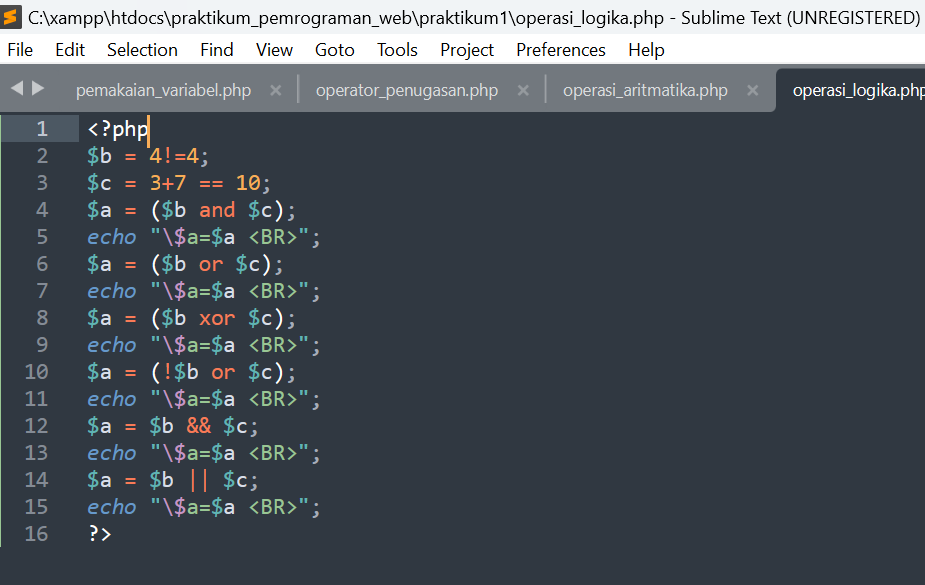 C:\xampp\htdocs\praktikum_pemrograman_web\praktikum1\operasi_logika.php - Sublime Text (UNREGISTERED)
File Edit Selection Find View Goto Tools Project Preferences Help
pemakaian_variabel.php operator_penugasan.php operasi_aritmatika.php operasi_logika.php
1 <?php
2 $b = 4!=4;
3 $c = 3+7 == 10;
4 $a = ($b and $c);
5 echo "\$a=$a <BR>";
6 $a = ($b or $c);
7 echo "\$a=$a <BR>";
8 $a = ($b xor $c);
9 echo "\$a=$a <BR>";
10 $a = (!$b or $c);
11 echo "\$a=$a <BR>";
12 $a = $b && $c;
13 echo "\$a=$a <BR>";
14 $a = $b || $c;
15 echo "\$a=$a <BR>";
16 ?>